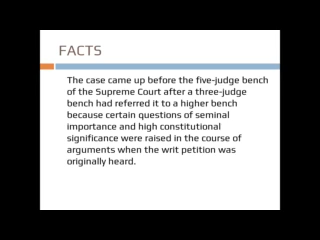 FACTS
The case came up before the five-judge bench
of the Supreme Court after a three-judge
bench had referred it to a higher bench
because certain questions of seminal
importance and high constitutional
significance were raised in the course of
arguments when the writ petition was
originally heard.